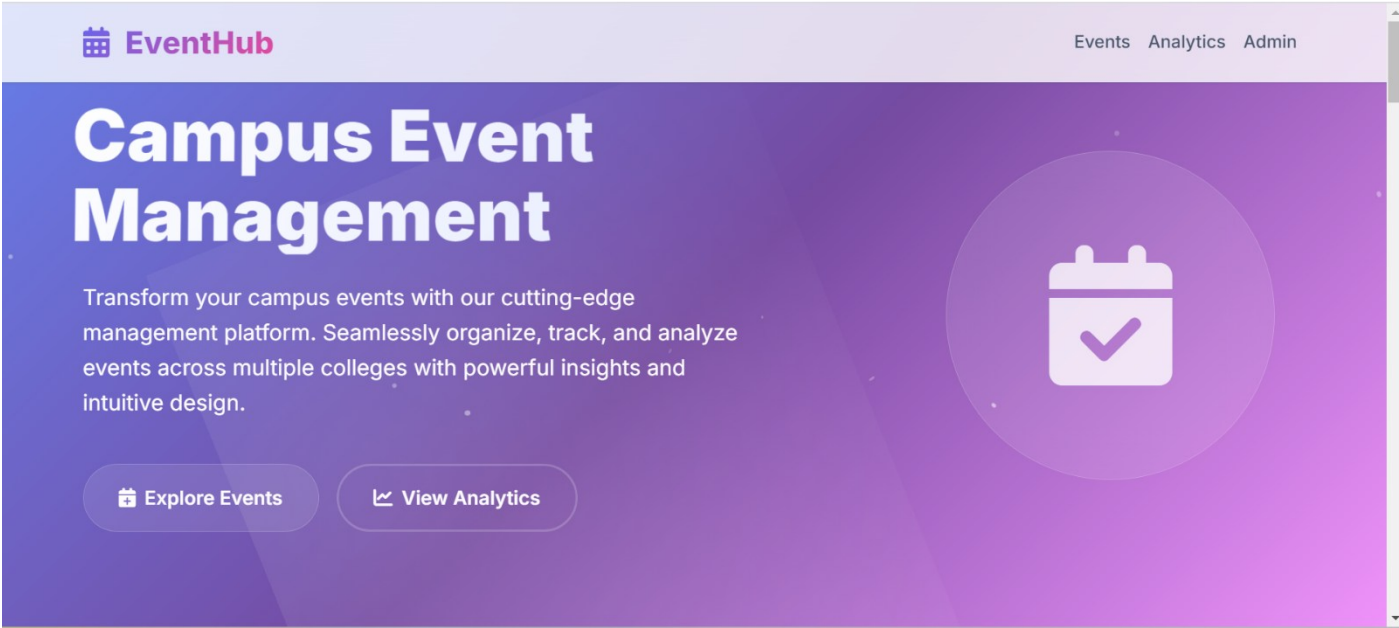 EventHub
Events Analytics Admin
Campus Event
Management
Transform your campus events with our cutting-edge
management platform. Seamlessly organize, track, and analyze
events across multiple colleges with powerful insights and
intuitive design.
Explore Events
View Analytics